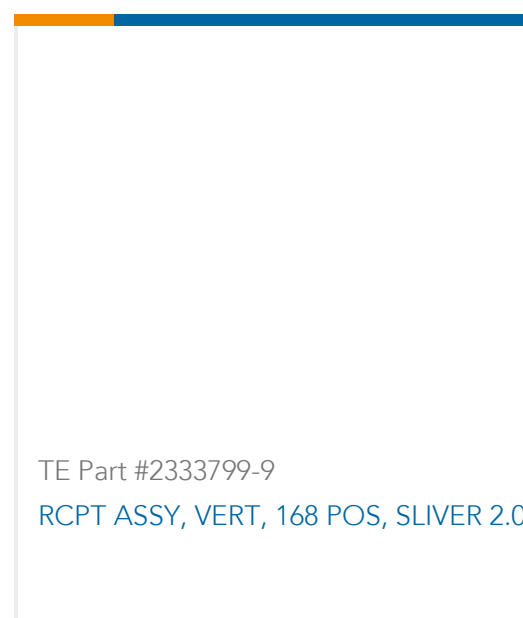 TE Part #2333799-9
RCPT ASSY, VERT, 168 POS, SLIVER 2.0